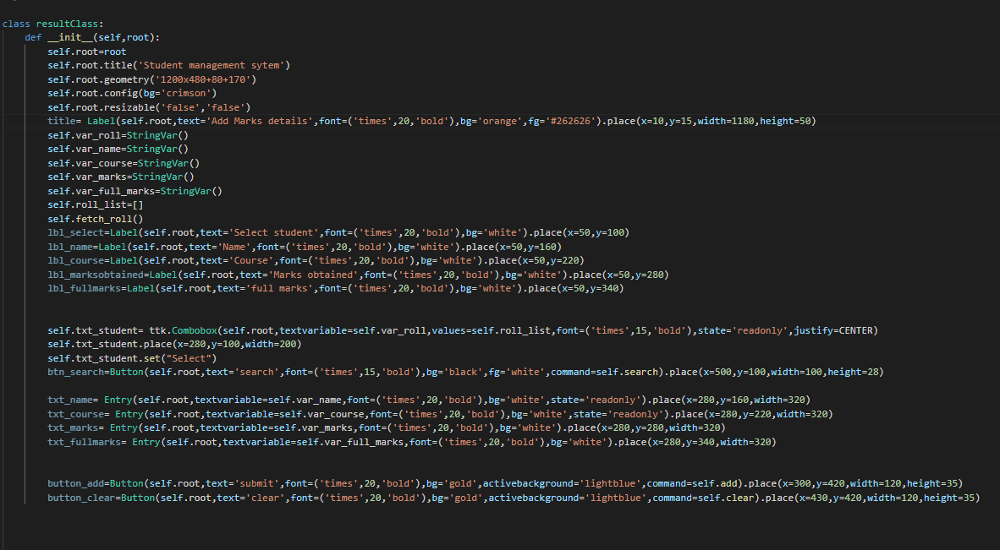 class resultClass:
    def __init__(self,root):
        self.root=root
        self.root.title('Student management sytem')
        self.root.geometry('1200x480+80+170')
        self.root.config(bg='crimson')
        self.root.resizable('false','false')
        title= Label(self.root,text='Add Marks details',font=('times',20,'bold'),bg='orange',fg='#262626').place(x=10,y=15,width=1180,height=50)
        self.var_roll=StringVar()
        self.var_name=StringVar()
        self.var_course=StringVar()
        self.var_marks=StringVar()
        self.var_full_marks=StringVar()
        self.roll_list=[]
        self.fetch_roll()
        lbl_select=Label(self.root,text='Select student',font=('times',20,'bold'),bg='white').place(x=50,y=100)
        lbl_name=Label(self.root,text='Name',font=('times',20,'bold'),bg='white').place(x=50,y=160)
        lbl_course=Label(self.root,text='Course',font=('times',20,'bold'),bg='white').place(x=50,y=220)
        lbl_marksobtained=Label(self.root,text='Marks obtained',font=('times',20,'bold'),bg='white').place(x=50,y=280)
        lbl_fullmarks=Label(self.root,text='full marks',font=('times',20,'bold'),bg='white').place(x=50,y=340)
        self.txt_student= ttk.Combobox(self.root,textvariable=self.var_roll,values=self.roll_list,font=('times',15,'bold'),state='readonly',justify=CENTER)
        self.txt_student.place(x=280,y=100,width=200)
        self.txt_student.set("Select")
        btn_search=Button(self.root,text='search',font=('times',15,'bold'),bg='black',fg='white',command=self.search).place(x=500,y=100,width=100,height=28)
        txt_name= Entry(self.root,textvariable=self.var_name,font=('times',20,'bold'),bg='white',state='readonly').place(x=280,y=160,width=320)
        txt_course= Entry(self.root,textvariable=self.var_course,font=('times',20,'bold'),bg='white',state='readonly').place(x=280,y=220,width=320)
        txt_marks= Entry(self.root,textvariable=self.var_marks,font=('times',20,'bold'),bg='white').place(x=280,y=280,width=320)
        txt_fullmarks= Entry(self.root,textvariable=self.var_full_marks,font=('times',20,'bold'),bg='white').place(x=280,y=340,width=320)
        button_add=Button(self.root,text='submit',font=('times',20,'bold'),bg='gold',activebackground='lightblue',command=self.add).place(x=300,y=420,width=120,height=35)
        button_clear=Button(self.root,text='clear',font=('times',20,'bold'),bg='gold',activebackground='lightblue',command=self.clear).place(x=430,y=420,width=120,height=35)